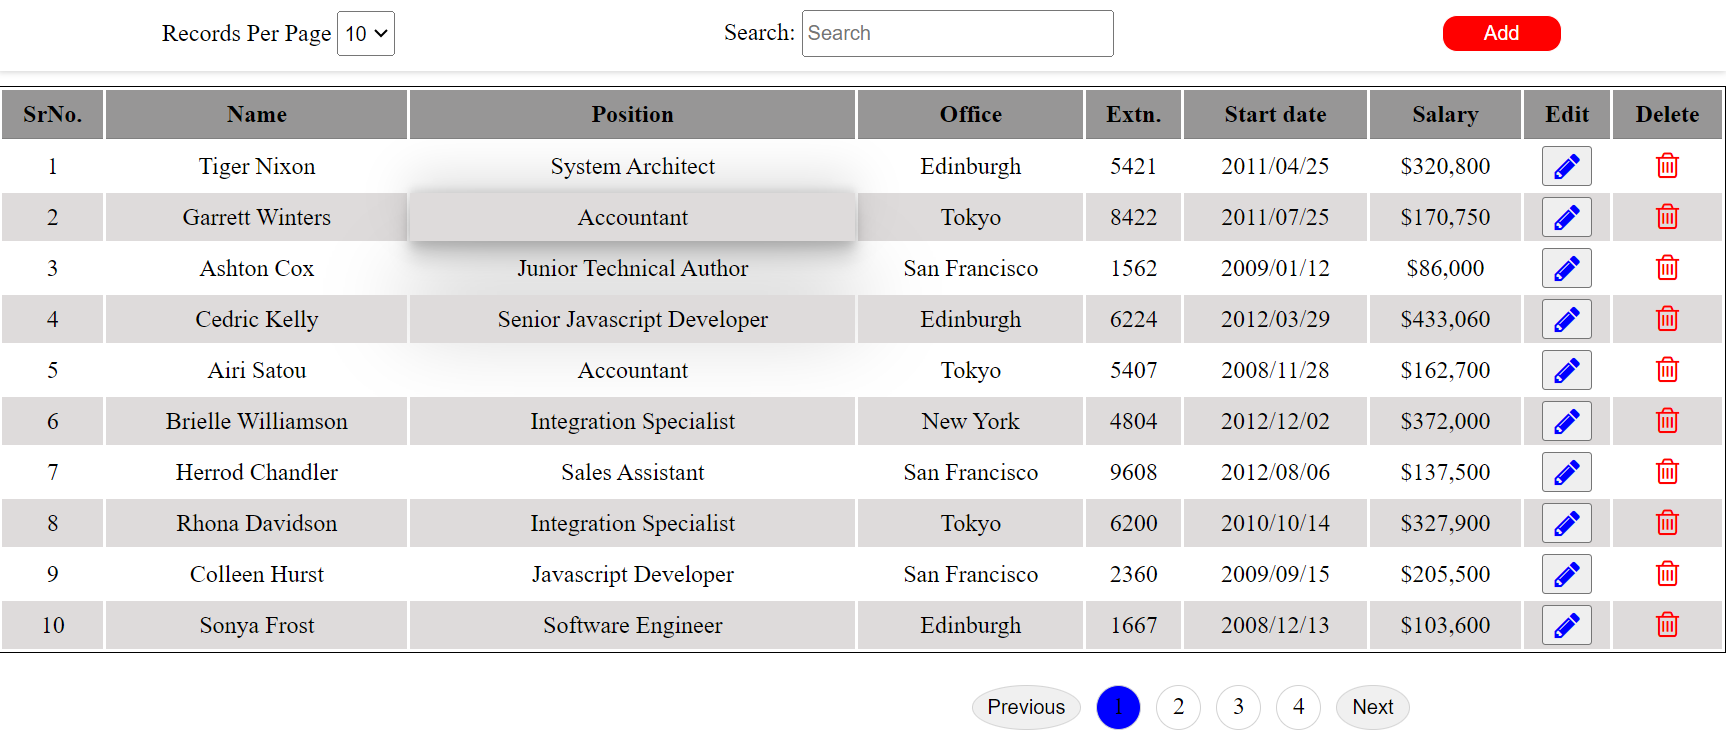 Records Per Page 10 Search: Search Add
SrNo. Name Position Office Extn. Start date Salary Edit Delete
1 Tiger Nixon System Architect Edinburgh 5421 2011/04/25 $320,800
2 Garrett Winters Accountant Tokyo 8422 2011/07/25 $170,750
3 Ashton Cox Junior Technical Author San Francisco 1562 2009/01/12 $86,000
4 Cedric Kelly Senior Javascript Developer Edinburgh 6224 2012/03/29 $433,060
5 Airi Satou Accountant Tokyo 5407 2008/11/28 $162,700
6 Brielle Williamson Integration Specialist New York 4804 2012/12/02 $372,000
7 Herrod Chandler Sales Assistant San Francisco 9608 2012/08/06 $137,500
8 Rhona Davidson Integration Specialist Tokyo 6200 2010/10/14 $327,900
9 Colleen Hurst Javascript Developer San Francisco 2360 2009/09/15 $205,500
10 Sonya Frost Software Engineer Edinburgh 1667 2008/12/13 $103,600
Previous 1 2 3 4 Next